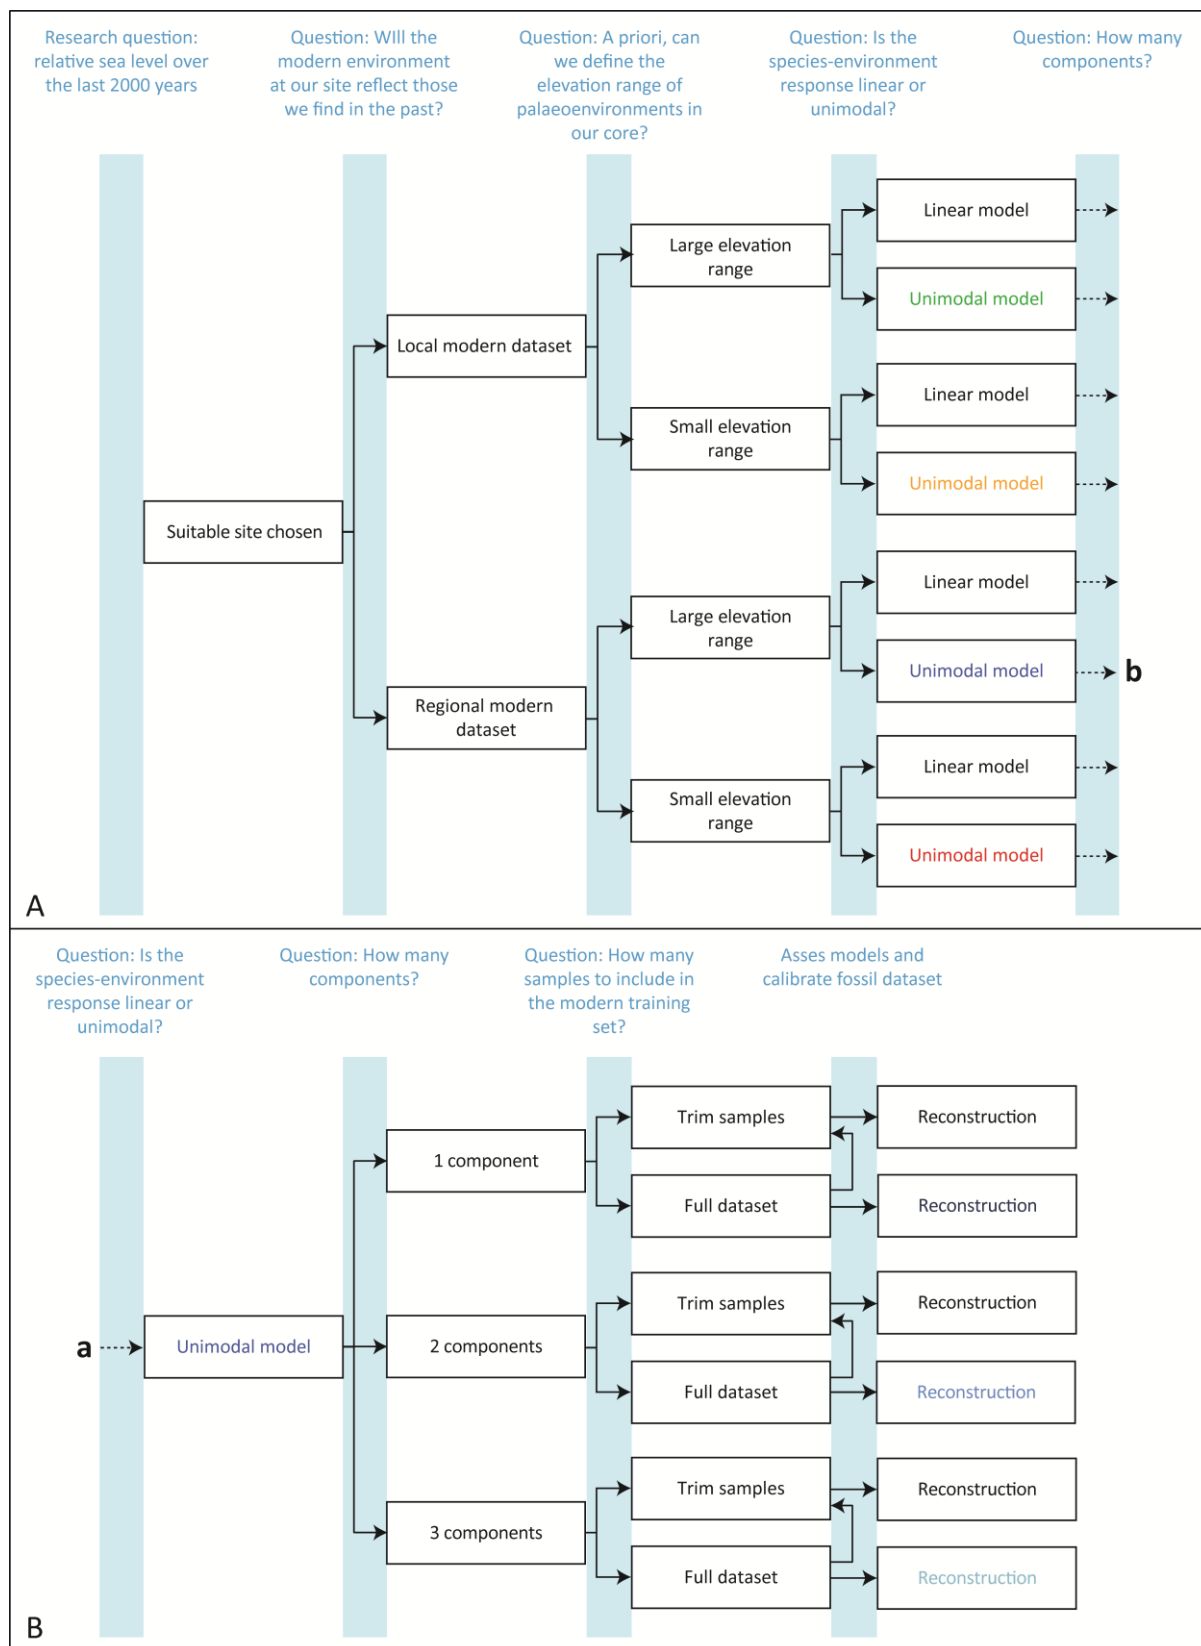 Research question:
relative sea level over
the last 2000 years
Question: WIll the
modern environment
at our site reflect those
we find in the past?
Question: A priori, can
we define the
elevation range of
palaeoenvironments in
our core?
Question: Is the
species-environment
response linear or
unimodal?
Question: How many
components?
Suitable site chosen
Local modern dataset
Regional modern
dataset
Large elevation
range
Small elevation
range
Large elevation
range
Small elevation
range
Linear model
Unimodal model
Linear model
Unimodal model
Linear model
Unimodal model
b
Linear model
Unimodal model
A
Question: Is the
species-environment
response linear or
unimodal?
Question: How many
components?
Question: How many
samples to include in
the modern training
set?
Asses models and
calibrate fossil dataset
a
Unimodal model
1 component
2 components
3 components
Trim samples
Full dataset
Trim samples
Full dataset
Trim samples
Full dataset
Reconstruction
Reconstruction
Reconstruction
Reconstruction
Reconstruction
Reconstruction
B